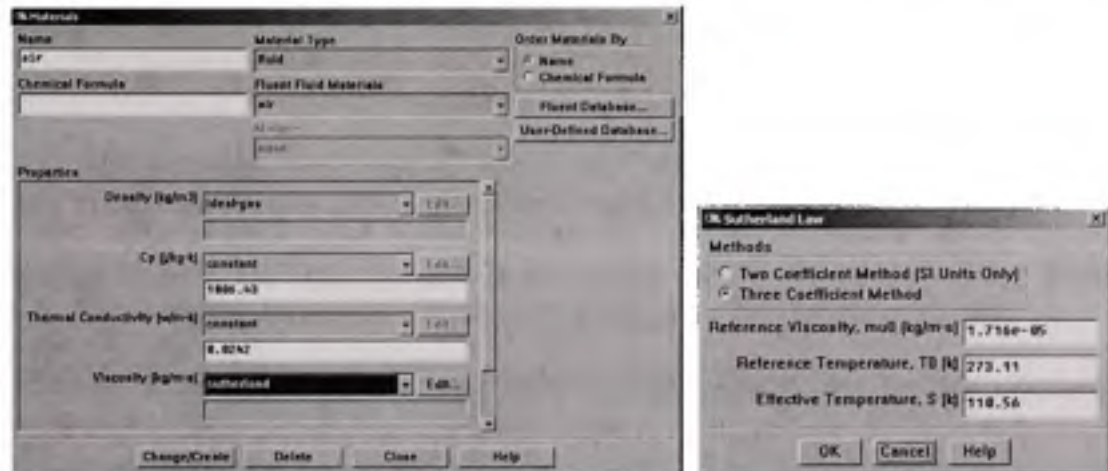 Materials
Name
air
Material Type
fluid
Order Materials By
Name
Chemical Formula
Chemical Formula
Fluent Fluid Materials
air
Fluent Database...
User-Defined Database...
Properties
Density (kg/m3)
ideal-gas
Edit...
Cp (j/kg-k)
constant
Edit...
1006.43
Thermal Conductivity (w/m-k)
constant
Edit...
0.0242
Viscosity (kg/m-s)
sutherland
Edit...
Change/Create
Delete
Close
Help
Sutherland Law
Methods
Two Coefficient Method (SI Units Only)
Three Coefficient Method
Reference Viscosity, mu0 (kg/m-s)
1.716e-05
Reference Temperature, T0 (k)
273.11
Effective Temperature, S (k)
110.56
OK
Cancel
Help